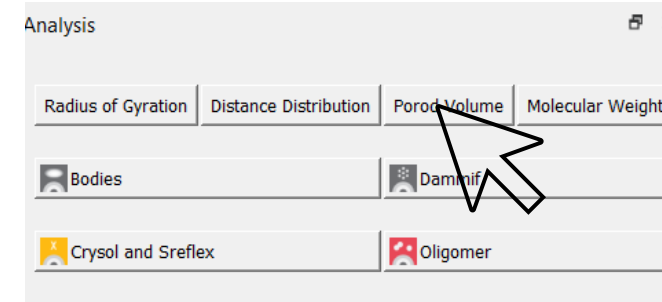 Analysis
Radius of Gyration Distance Distribution Porod Volume Molecular Weight
Bodies Dammif
Crysol and Sreflex Oligomer